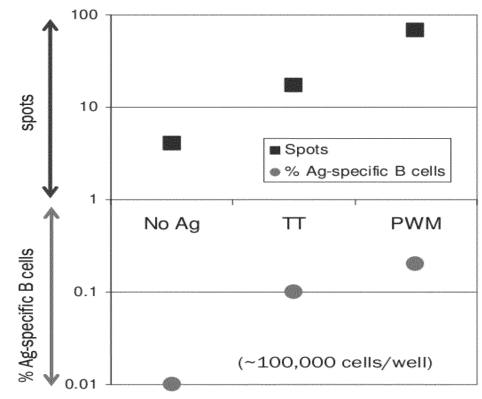 spots
% Ag-specific B cells
100
10
1
0.1
0.01
Spots
% Ag-specific B cells
No Ag TT PWM
(~100,000 cells/well)